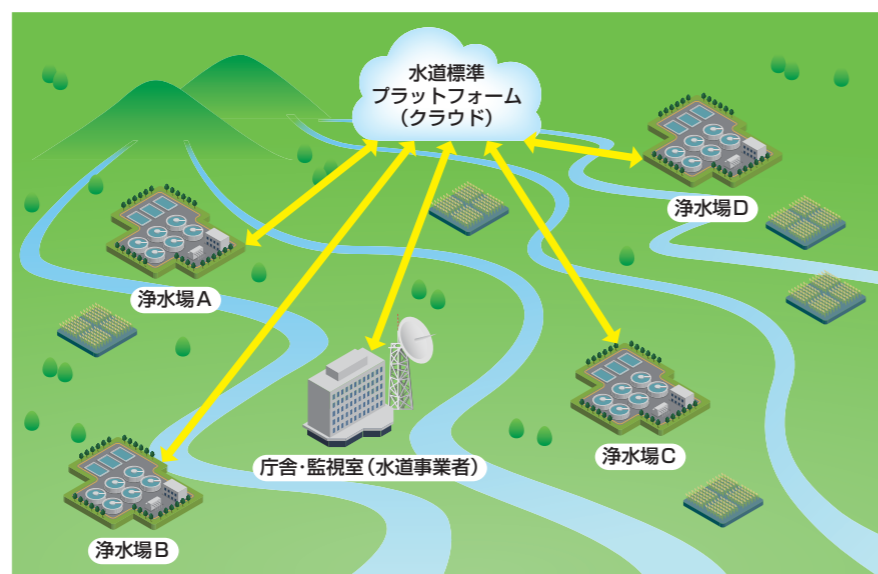 水道標準
プラットフォーム
（クラウド）
浄水場D
浄水場A
庁舎・監視室（水道事業者）
浄水場C
浄水場B